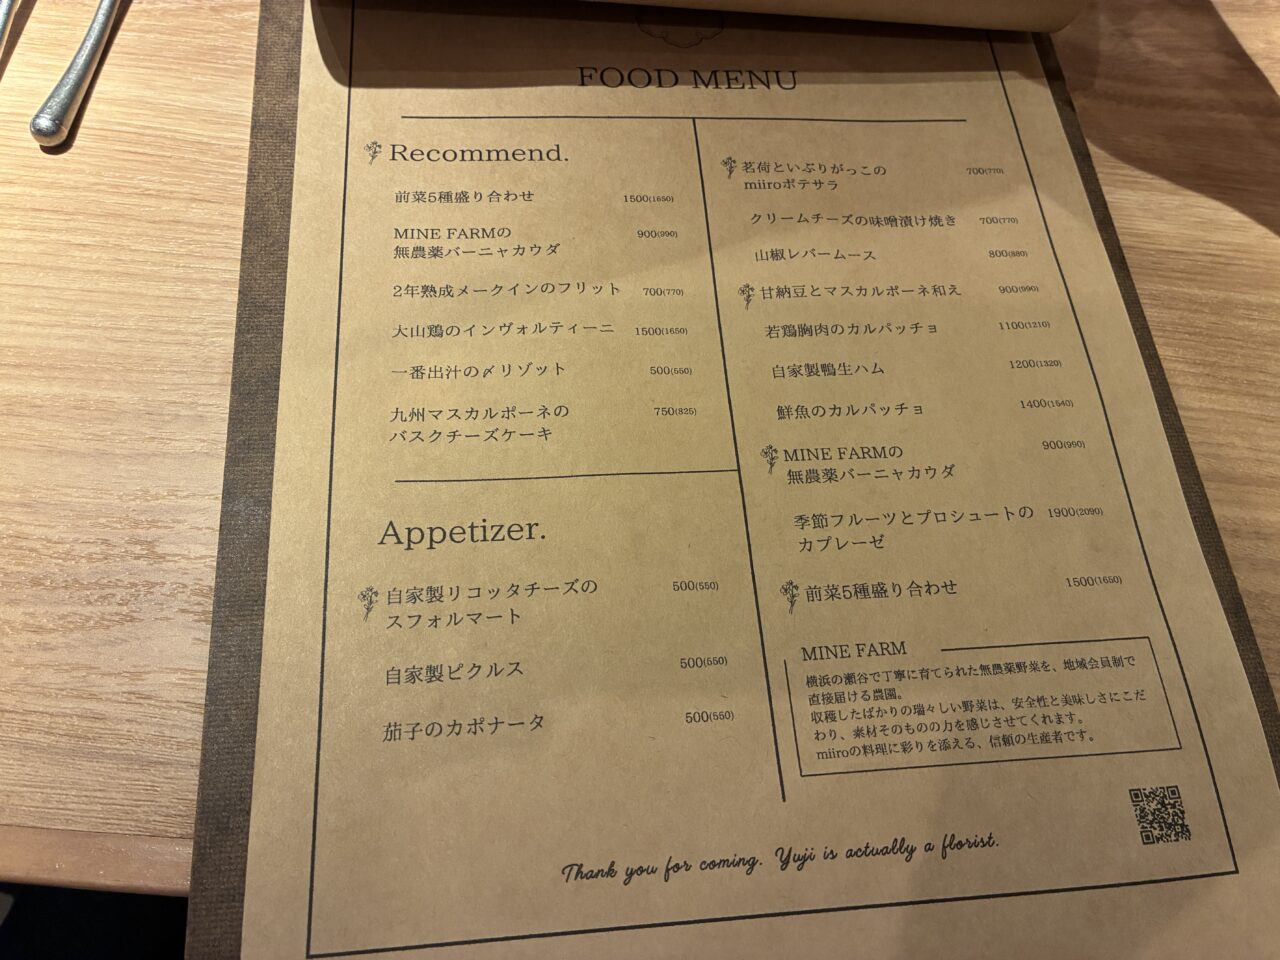 FOOD MENU
Recommend.
前菜5種盛り合わせ 1500(1650)
MINE FARMの 900(990)
無農薬バーニャカウダ
2年熟成メークインのフリット 700(770)
大山鶏のインヴォルティーニ 1500(1650)
一番出汁の〆リゾット 500(550)
九州マスカルポーネの 750(825)
バスクチーズケーキ
Appetizer.
自家製リコッタチーズの 500(550)
スフォルマート
自家製ピクルス 500(550)
茄子のカポナータ 500(550)
茗荷といぶりがっこの 700(770)
miiroポテサラ
クリームチーズの味噌漬け焼き 700(770)
山椒レバームース 800(880)
甘納豆とマスカルポーネ和え 900(990)
若鶏胸肉のカルパッチョ 1100(1210)
自家製鴨生ハム 1200(1320)
鮮魚のカルパッチョ 1400(1540)
MINE FARMの 900(990)
無農薬バーニャカウダ
季節フルーツとプロシュートの 1900(2090)
カプレーゼ
前菜5種盛り合わせ 1500(1650)
MINE FARM
横浜の瀬谷で丁寧に育てられた無農薬野菜を、地域会員制で
直接届ける農園。
収穫したばかりの瑞々しい野菜は、安全性と美味しさにこだ
わり、素材そのものの力を感じさせてくれます。
miiroの料理に彩りを添える、信頼の生産者です。
Thank you for coming. Yuji is actually a florist.